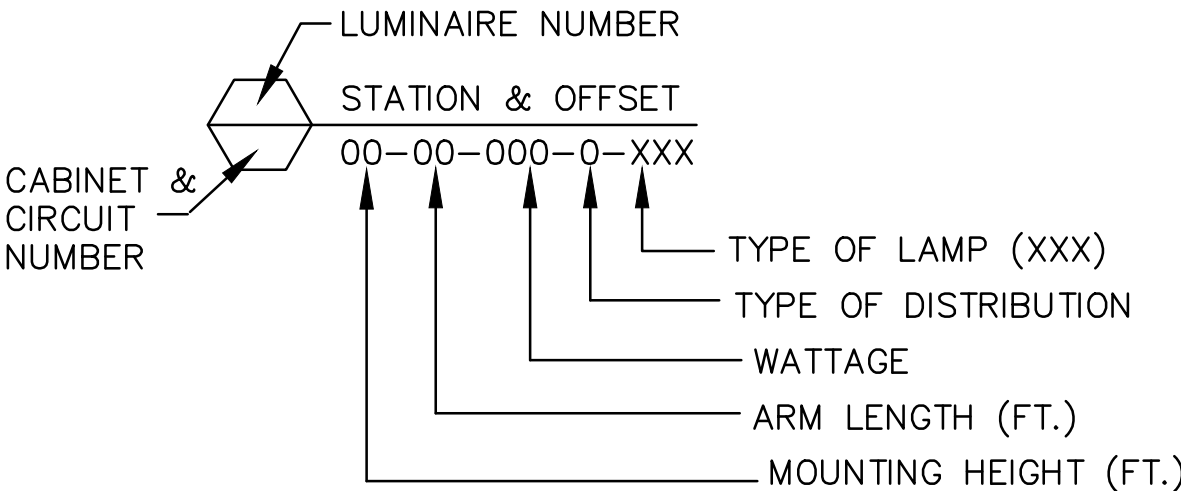 LUMINAIRE NUMBER
STATION & OFFSET
00-00-000-0-XXX
CABINET &
CIRCUIT
NUMBER
TYPE OF LAMP (XXX)
TYPE OF DISTRIBUTION
WATTAGE
ARM LENGTH (FT.)
MOUNTING HEIGHT (FT.)